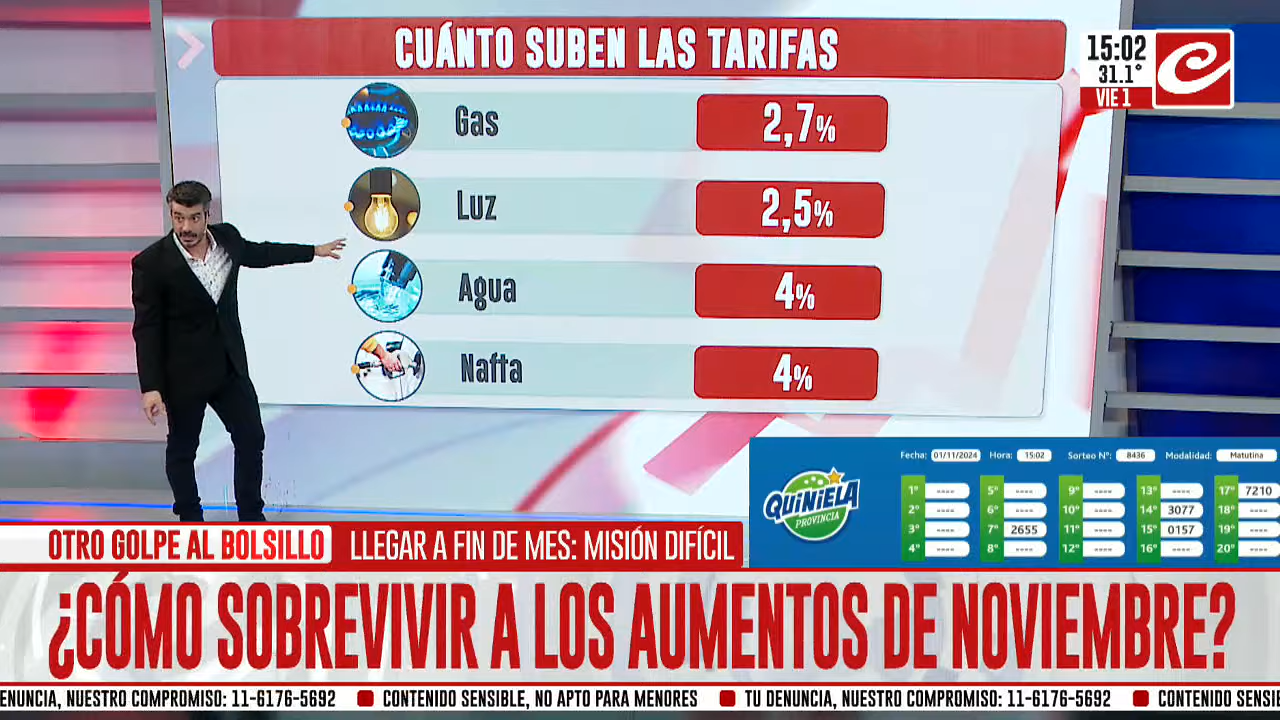 CUÁNTO SUBEN LAS TARIFAS
Gas 2,7%
Luz 2,5%
Agua 4%
Nafta 4%
15:02
31.1°
VIE 1
Fecha: 01/11/2024 Hora: 15:02 Sorteo N°: 8436 Modalidad: Matutina
QUINIELA
PROVINCIA
1° ---- 5° ---- 9° ---- 13° ---- 17° 7210
2° ---- 6° ---- 10° ---- 14° 3077 18° ----
3° ---- 7° 2655 11° ---- 15° 0157 19° ----
4° ---- 8° ---- 12° ---- 16° ---- 20° ----
OTRO GOLPE AL BOLSILLO LLEGAR A FIN DE MES: MISIÓN DIFÍCIL
¿CÓMO SOBREVIVIR A LOS AUMENTOS DE NOVIEMBRE?
ENUNCIA, NUESTRO COMPROMISO: 11-6176-5692 CONTENIDO SENSIBLE, NO APTO PARA MENORES TU DENUNCIA, NUESTRO COMPROMISO: 11-6176-5692 CONTENIDO SENSI